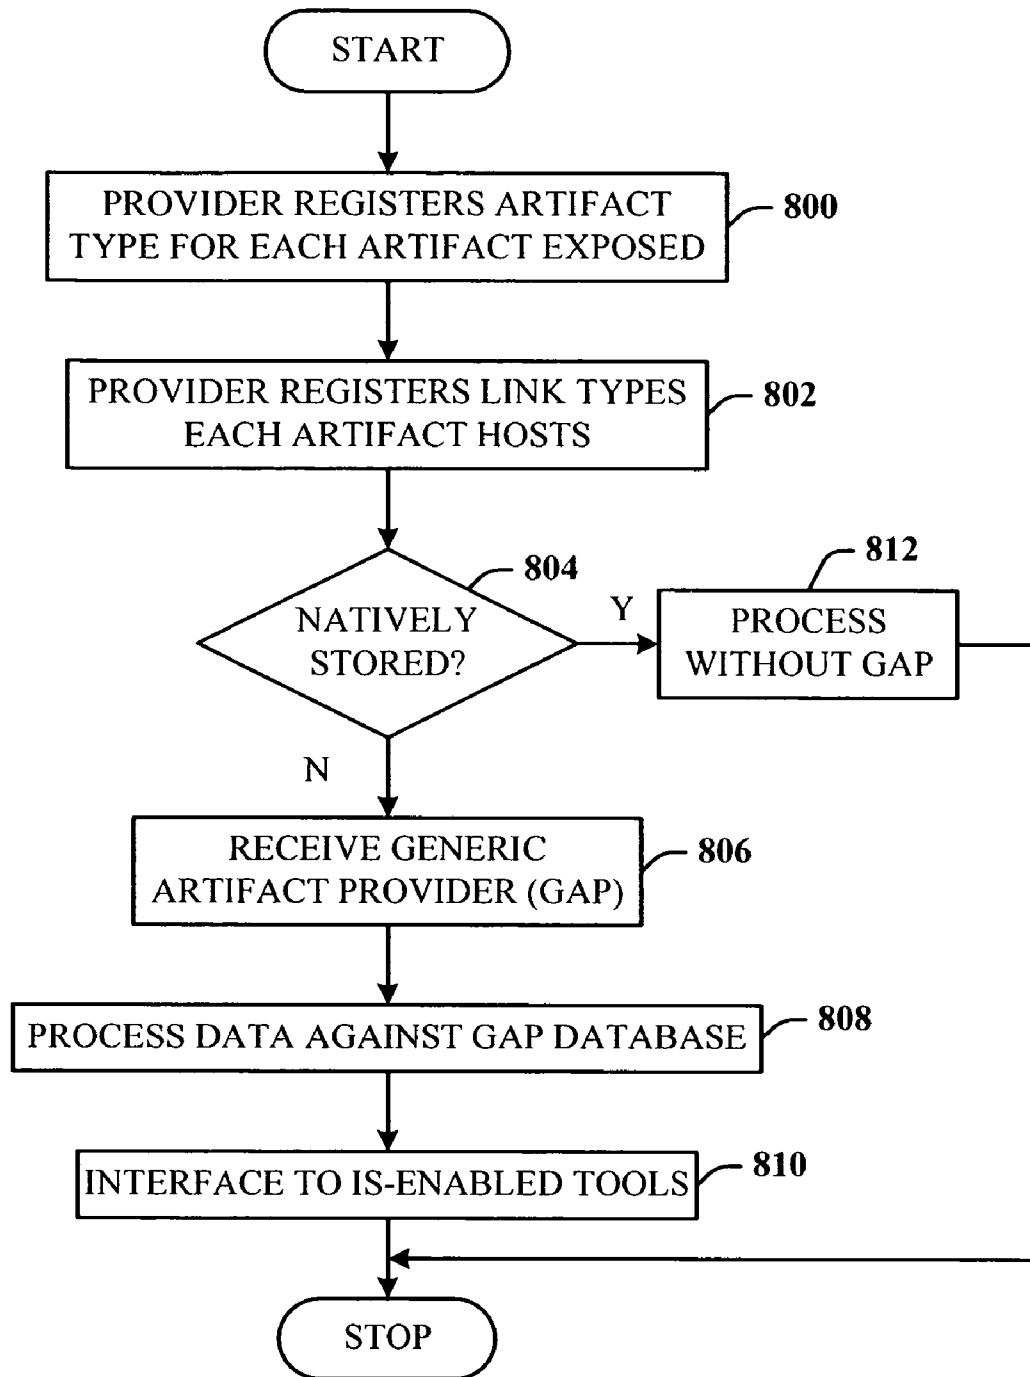 START
PROVIDER REGISTERS ARTIFACT
TYPE FOR EACH ARTIFACT EXPOSED
800
PROVIDER REGISTERS LINK TYPES
EACH ARTIFACT HOSTS
802
804
NATIVELY
STORED?
Y
812
PROCESS
WITHOUT GAP
N
RECEIVE GENERIC
ARTIFACT PROVIDER (GAP)
806
PROCESS DATA AGAINST GAP DATABASE
808
INTERFACE TO IS-ENABLED TOOLS
810
STOP